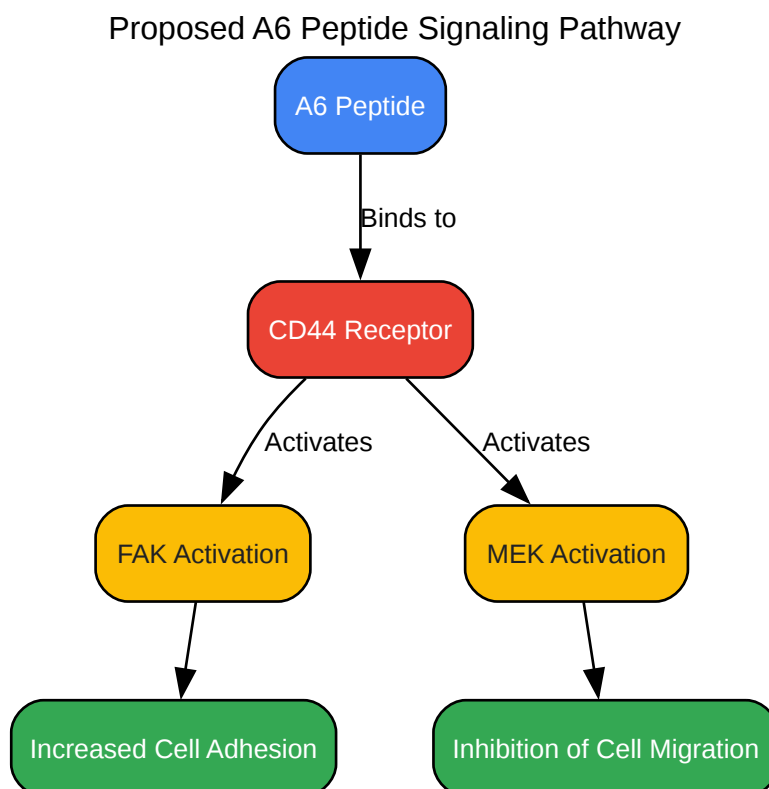 Proposed A6 Peptide Signaling Pathway
A6 Peptide
Binds to
CD44 Receptor
Activates
Activates
FAK Activation
MEK Activation
Increased Cell Adhesion
Inhibition of Cell Migration